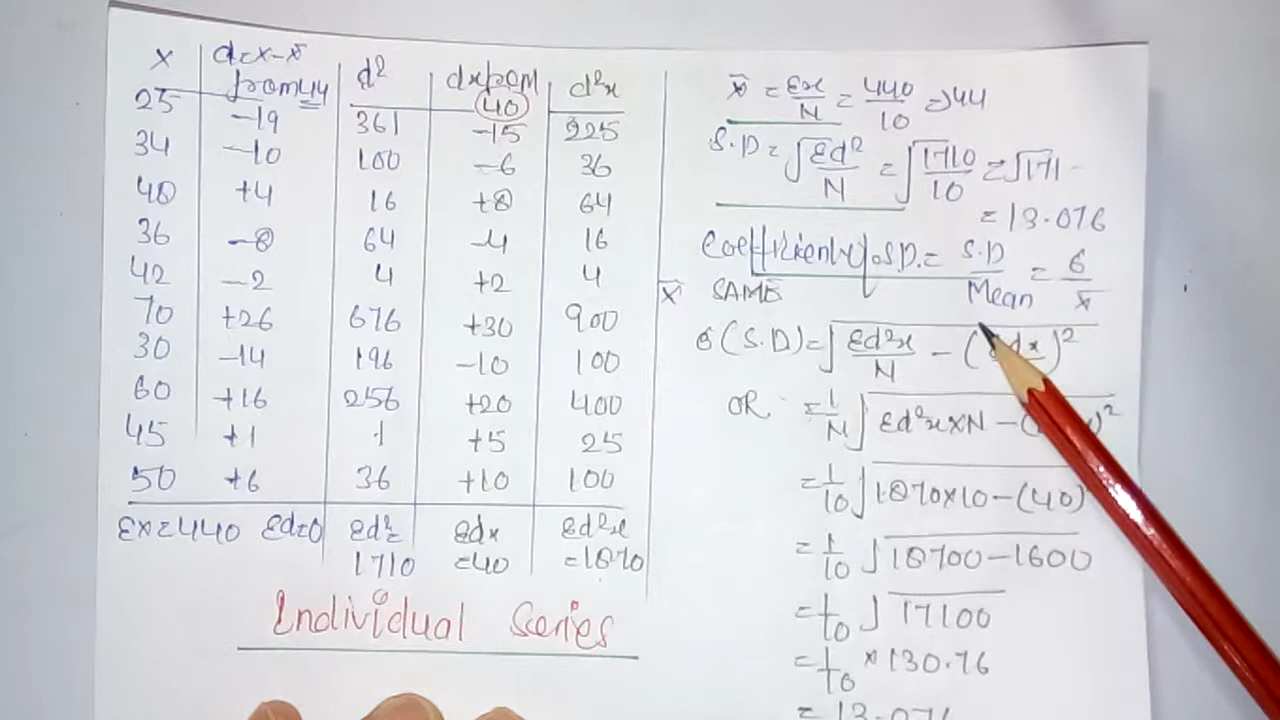 x d=x-x̄ from 44 d² dx from 40 d²x
25 -19 361 -15 225
34 -10 100 -6 36
48 +4 16 +8 64
36 -8 64 -4 16
42 -2 4 +2 4
70 +26 676 +30 900
30 -14 196 -10 100
60 +16 256 +20 400
45 +1 1 +5 25
50 +6 36 +10 100
Σx=440 Σd=0 Σd²= 1710 Σdx =40 Σd²x =1870
Individual Series
x̄ = Σx/N = 440/10 = 44
S.D = √(Σd²/N) = √(1710/10) = √171
= 13.076
Coefficient of S.D. = S.D/Mean = σ/x̄
x̄ SAME
σ (S.D) = √(Σd²x/N - (Σdx)²
OR = 1/N √(Σd²x×N - ( )²
= 1/10 √(1870×10-(40)
= 1/10 √(18700-1600
= 1/10 √17100
= 1/10 × 130.76
= 13.076